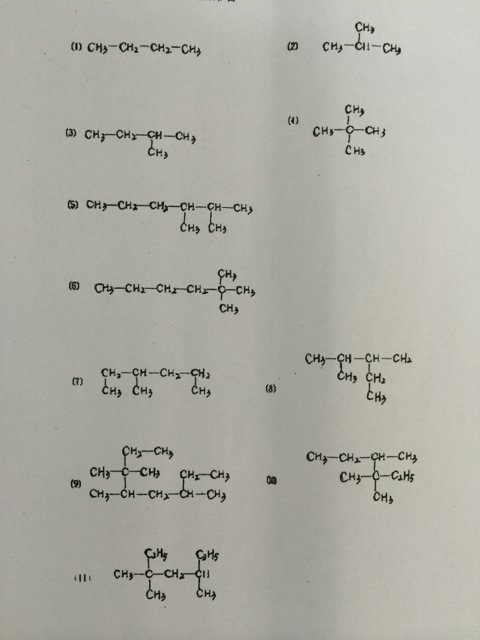 (1) CH3—CH2—CH2—CH3
(2) CH3
CH3—CH—CH3
(3) CH3—CH2—CH—CH3
CH3
(4) CH3
CH3—C—CH3
CH3
(5) CH3—CH2—CH2—CH—CH—CH3
CH3 CH3
(6) CH3
CH3—CH2—CH2—CH2—C—CH3
CH3
(7) CH2—CH—CH2—CH2
CH3 CH3 CH3
(8) CH3—CH—CH—CH2
CH3 CH2
CH3
(9) CH2—CH3
CH3—C—CH3 CH2—CH3
CH3—CH—CH2—CH—CH3
(10) CH3—CH2—CH—CH3
CH3—C—C2H5
CH3
(11) C2H5 C2H5
CH3—C—CH2—CH
CH3 CH3